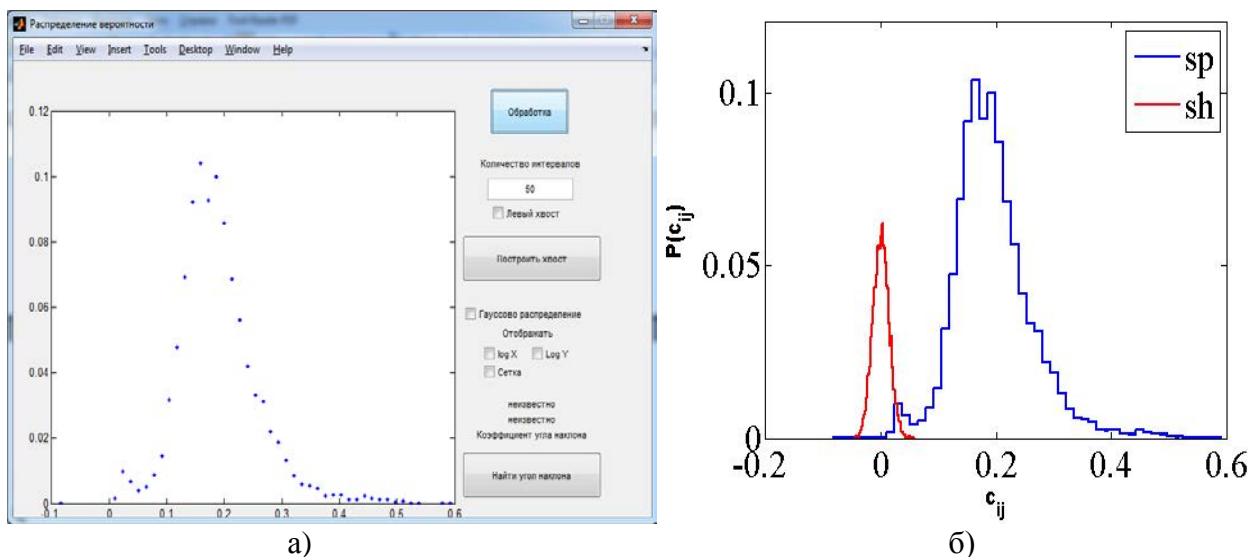 Распределение вероятности
File Edit View Insert Tools Desktop Window Help
0.12
0.1
0.08
0.06
0.04
0.02
0
-0.1 0 0.1 0.2 0.3 0.4 0.5 0.6
Обработка
Количество интервалов
50
Левый хвост
Построить хвост
Гауссово распределение
Отображать
log X Log Y
Сетка
неизвестно
неизвестно
Коэффициент угла наклона
Найти угол наклона
а)
sp
sh
0.1
0.05
0
P(c_ij)
-0.2 0 0.2 0.4 0.6
c_ij
б)